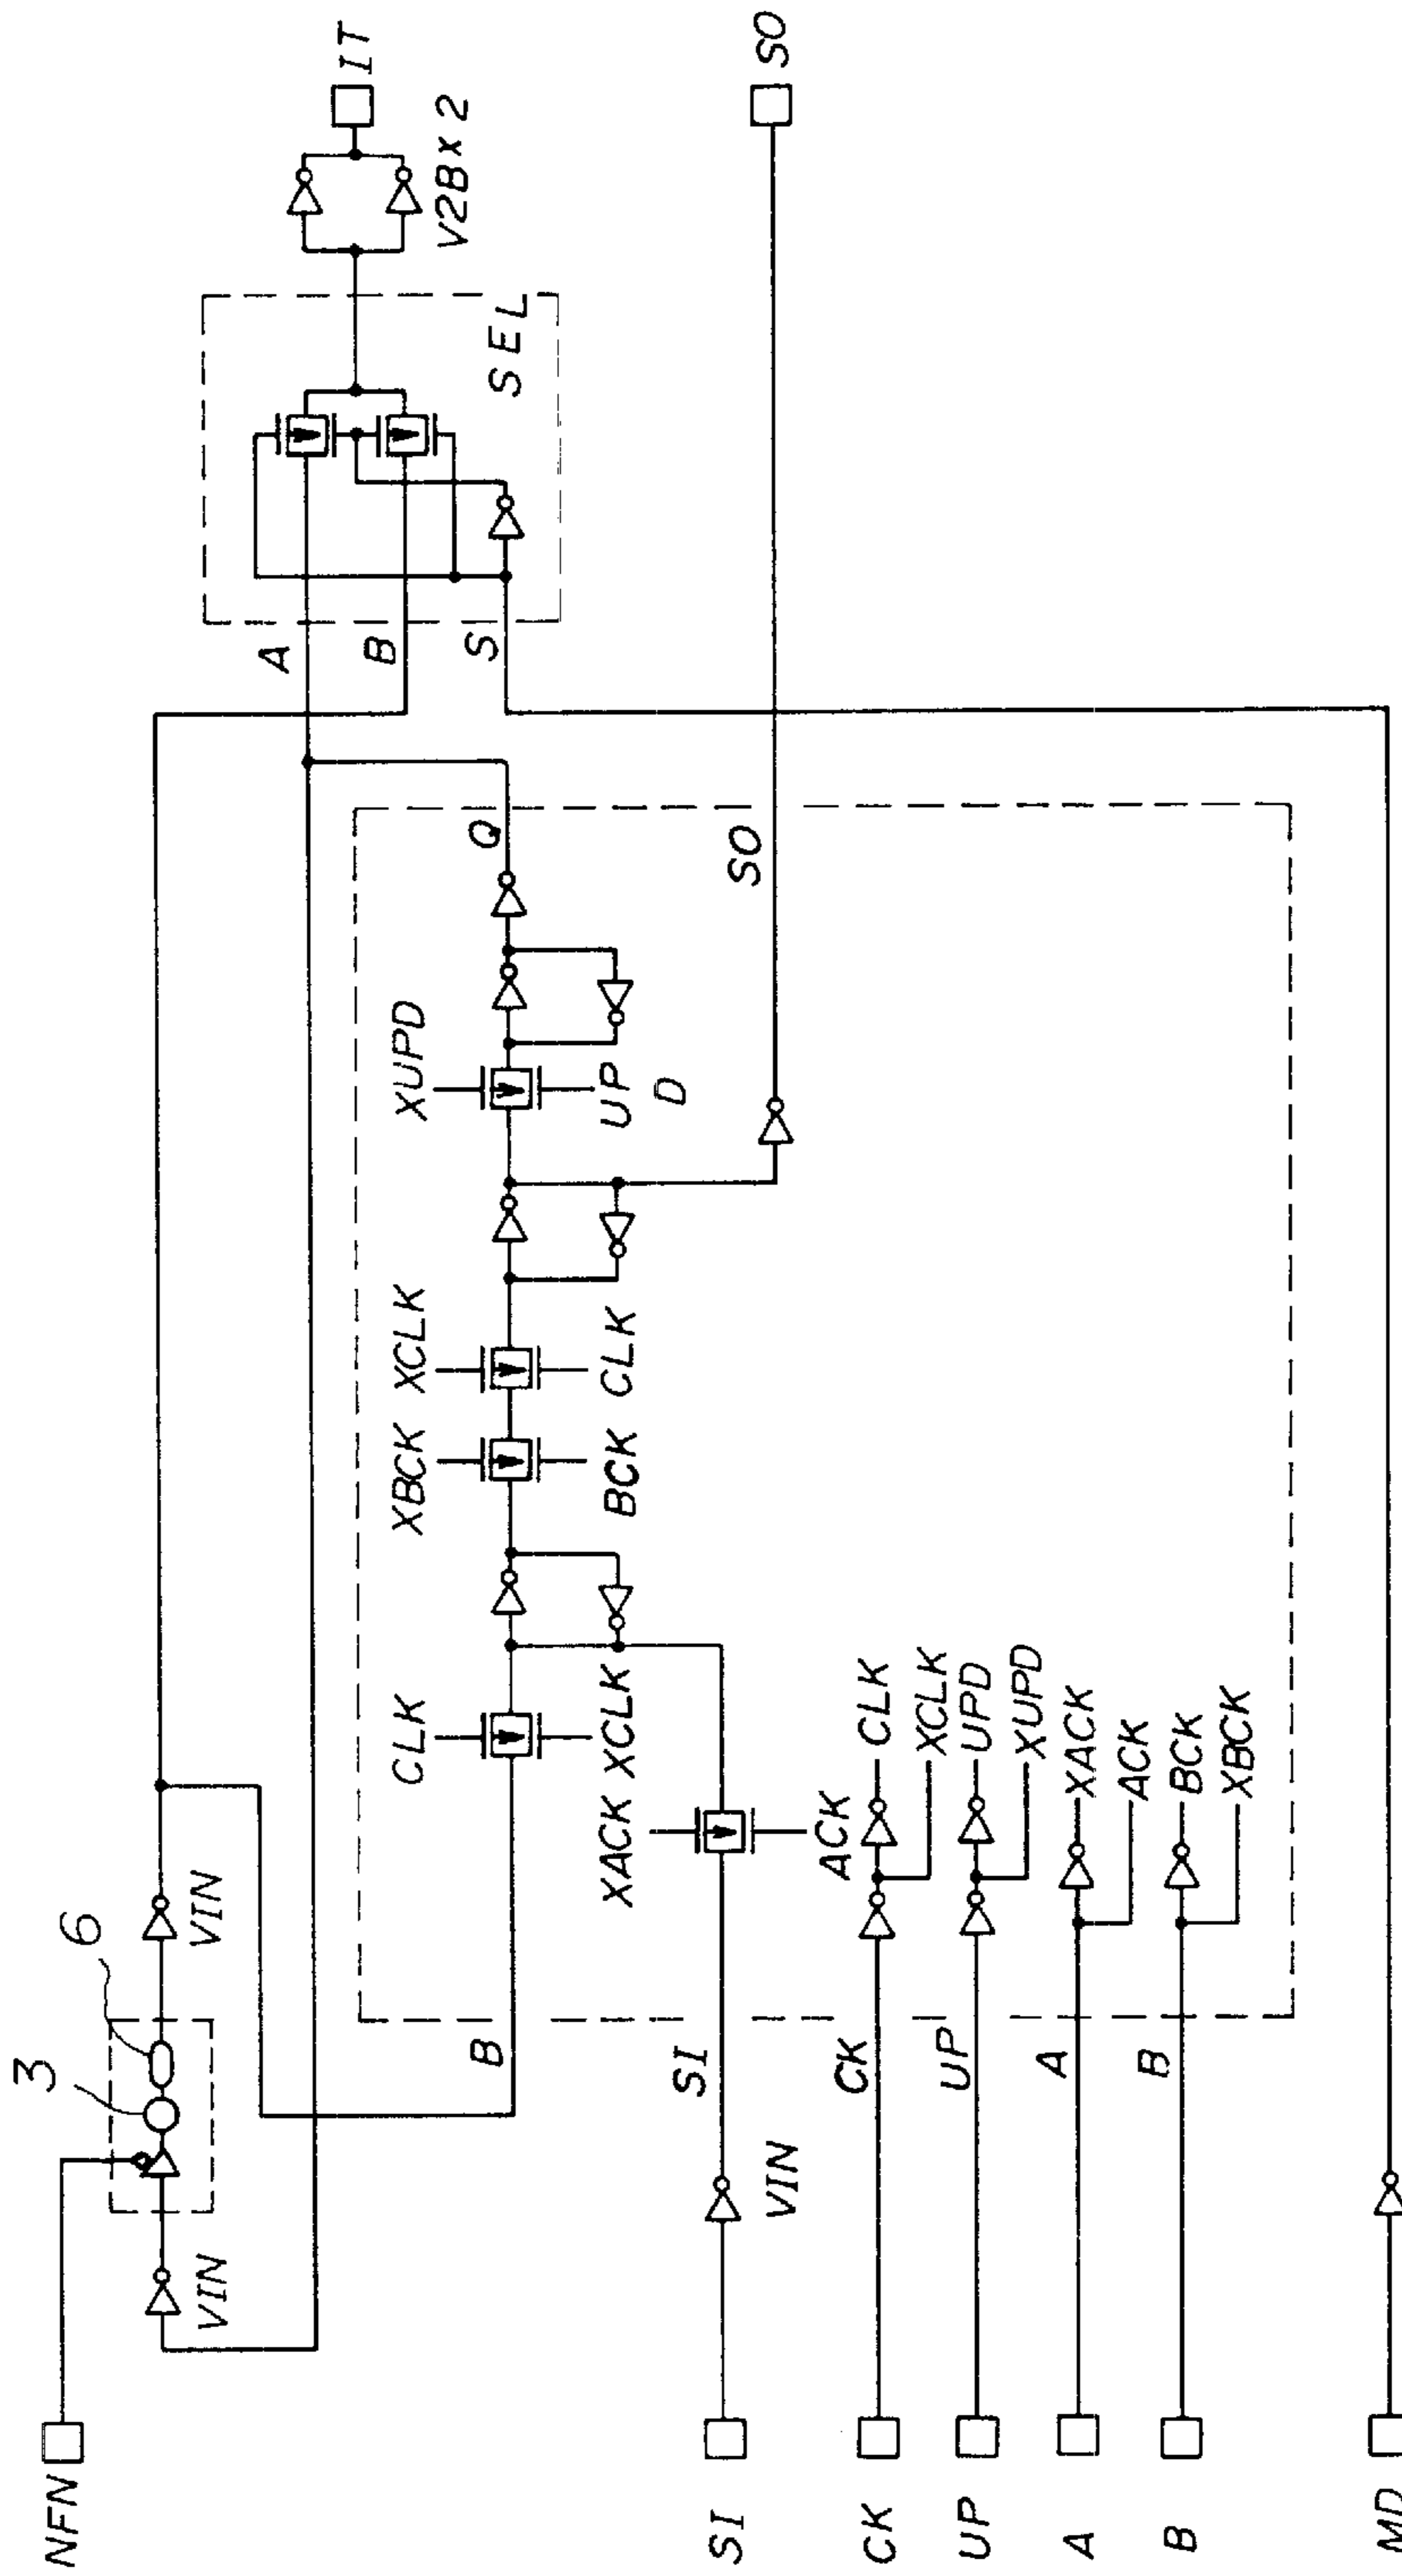 NFN
3
6
VIN
VIN
IT
V2B×2
SEL
A
B
S
B
CLK
XCLK
XBCK
BCK
XCLK
CLK
XUPD
UP
D
Q
SI
VIN
SI
XACK
ACK
SO
SO
CK
CK
CLK
XCLK
UP
UP
UPD
XUPD
A
A
XACK
ACK
B
B
BCK
XBCK
MD